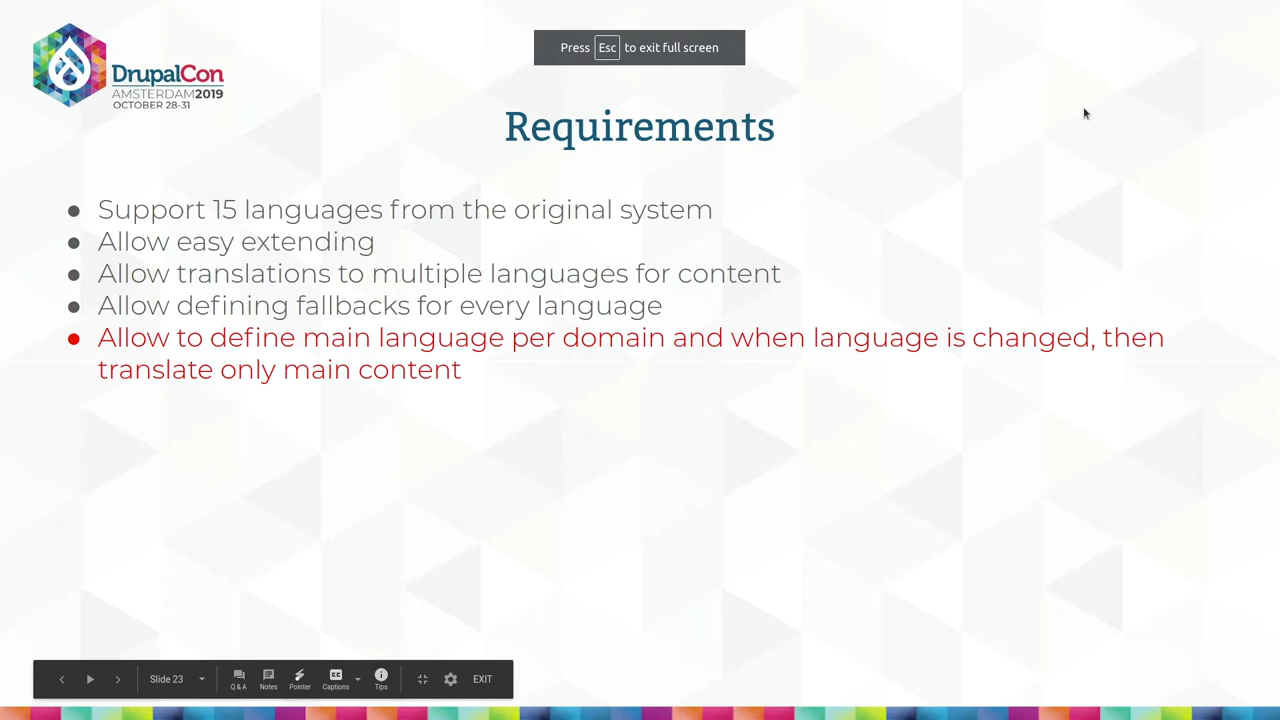 DrupalCon
AMSTERDAM2019
OCTOBER 28-31
Press Esc to exit full screen
Requirements
● Support 15 languages from the original system
● Allow easy extending
● Allow translations to multiple languages for content
● Allow defining fallbacks for every language
● Allow to define main language per domain and when language is changed, then
translate only main content
Slide 23
Q & A
Notes
Pointer
CC
Captions
Tips
EXIT